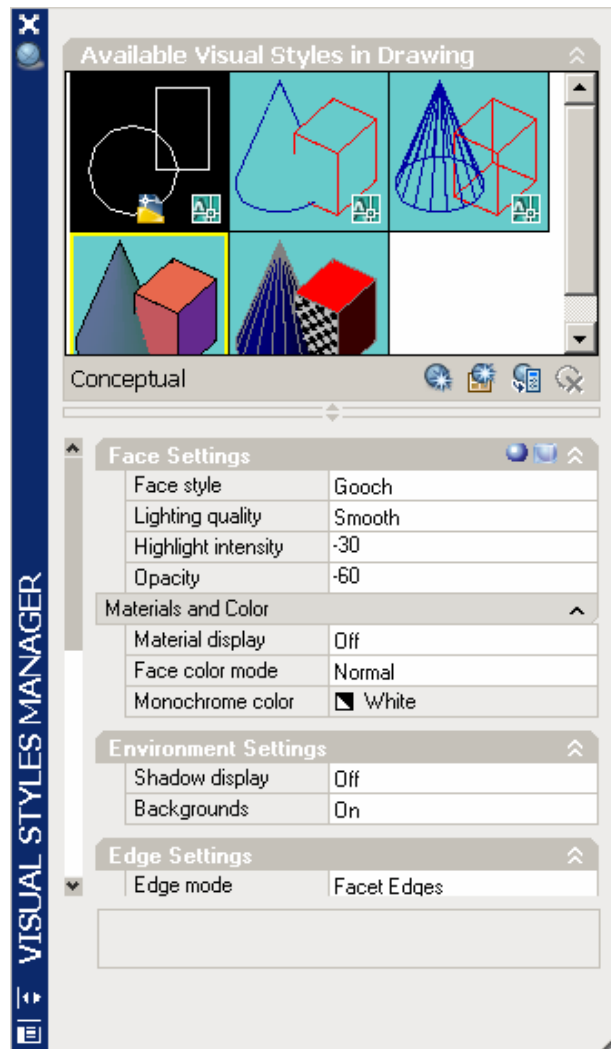 Available Visual Styles in Drawing
Conceptual
Face Settings
Face style Gooch
Lighting quality Smooth
Highlight intensity -30
Opacity -60
Materials and Color
Material display Off
Face color mode Normal
Monochrome color White
Environment Settings
Shadow display Off
Backgrounds On
Edge Settings
Edge mode Facet Edges
VISUAL STYLES MANAGER